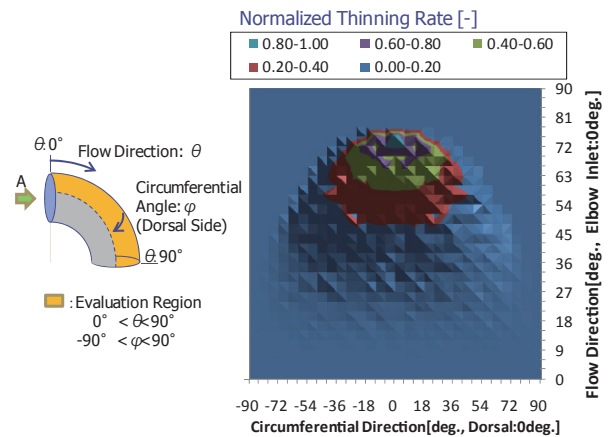 Normalized Thinning Rate [-]
0.80-1.00 0.60-0.80 0.40-0.60
0.20-0.40 0.00-0.20
θ: 0°
Flow Direction: θ
A
Circumferential
Angle: φ
(Dorsal Side)
θ: 90°
: Evaluation Region
0° < θ < 90°
-90° < φ < 90°
90
81
72
63
54
45
36
27
18
9
0
Flow Direction[deg., Elbow Inlet:0deg.]
-90 -72 -54 -36 -18 0 18 36 54 72 90
Circumferential Direction[deg., Dorsal:0deg.]